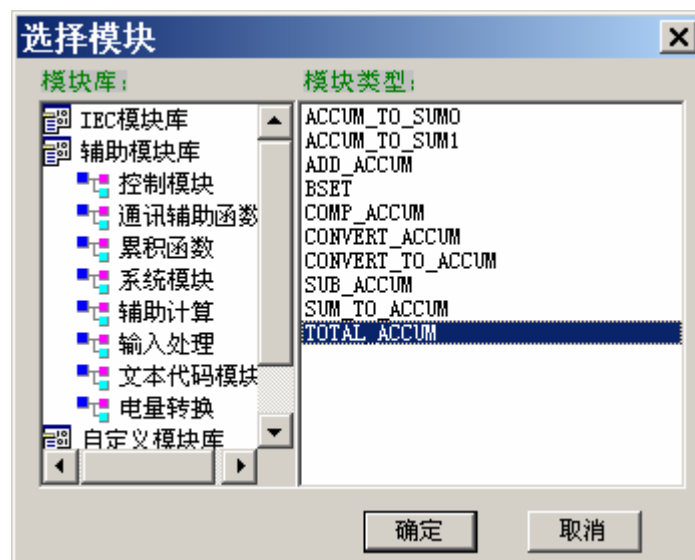 选择模块
模块库:
模块类型:
IEC模块库
辅助模块库
控制模块
通讯辅助函数
累积函数
系统模块
辅助计算
输入处理
文本代码模块
电量转换
自定义模块库
ACCUM_TO_SUM0
ACCUM_TO_SUM1
ADD_ACCUM
BSET
COMP_ACCUM
CONVERT_ACCUM
CONVERT_TO_ACCUM
SUB_ACCUM
SUM_TO_ACCUM
TOTAL_ACCUM
确定
取消